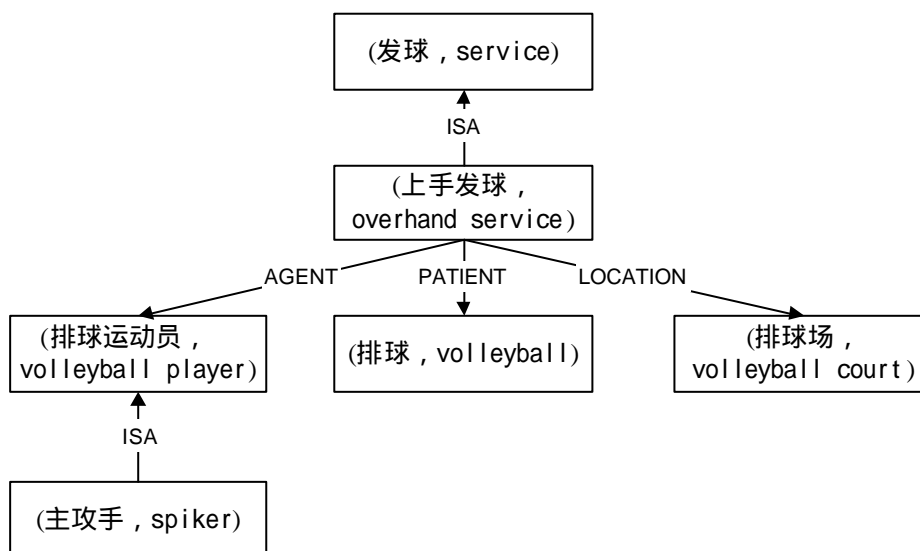 (发球，service)
ISA
(上手发球，
overhand service)
AGENT
PATIENT
LOCATION
(排球运动员，
volleyball player)
(排球，volleyball)
(排球场，
volleyball court)
ISA
(主攻手，spiker)